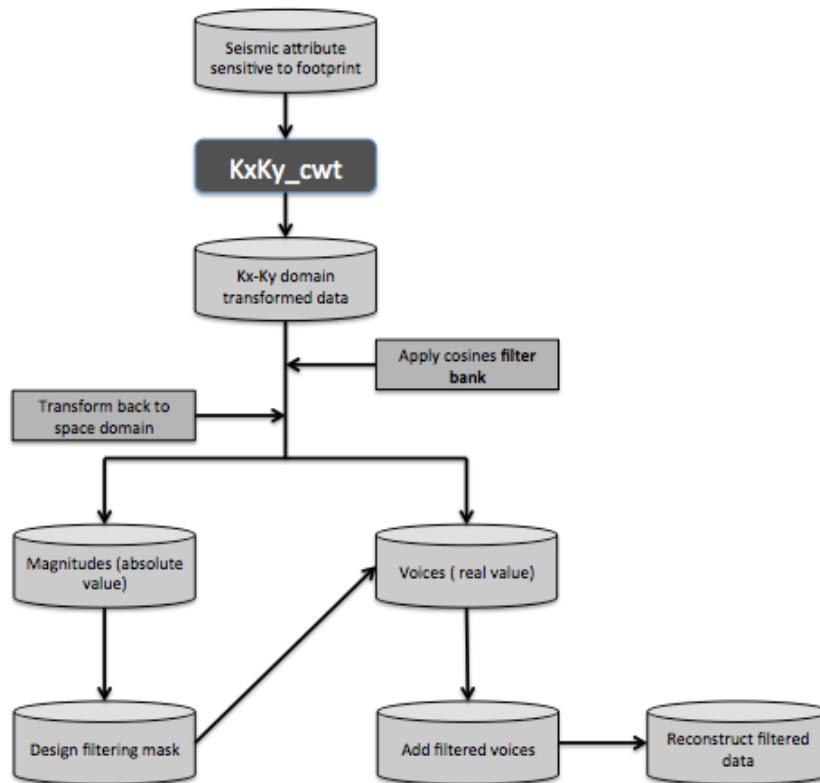 Seismic attribute
sensitive to footprint
KxKy_cwt
Kx-Ky domain
transformed data
Apply cosines filter
bank
Transform back to
space domain
Magnitudes (absolute
value)
Voices ( real value)
Design filtering mask
Add filtered voices
Reconstruct filtered
data